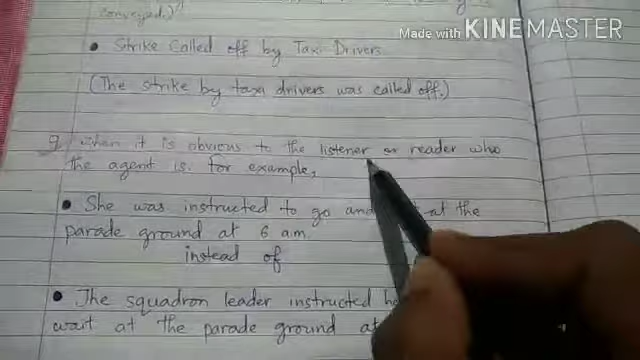 conveyed.)"
Made with KINEMASTER
• Strike Called off by Taxi Drivers
(The strike by taxi drivers was called off.)
9 when it is obvious to the listener or reader who
the agent is. for example,
• She was instructed to go and at the
parade ground at 6 am.
instead of
• The squadron leader instructed
wait at the parade ground at